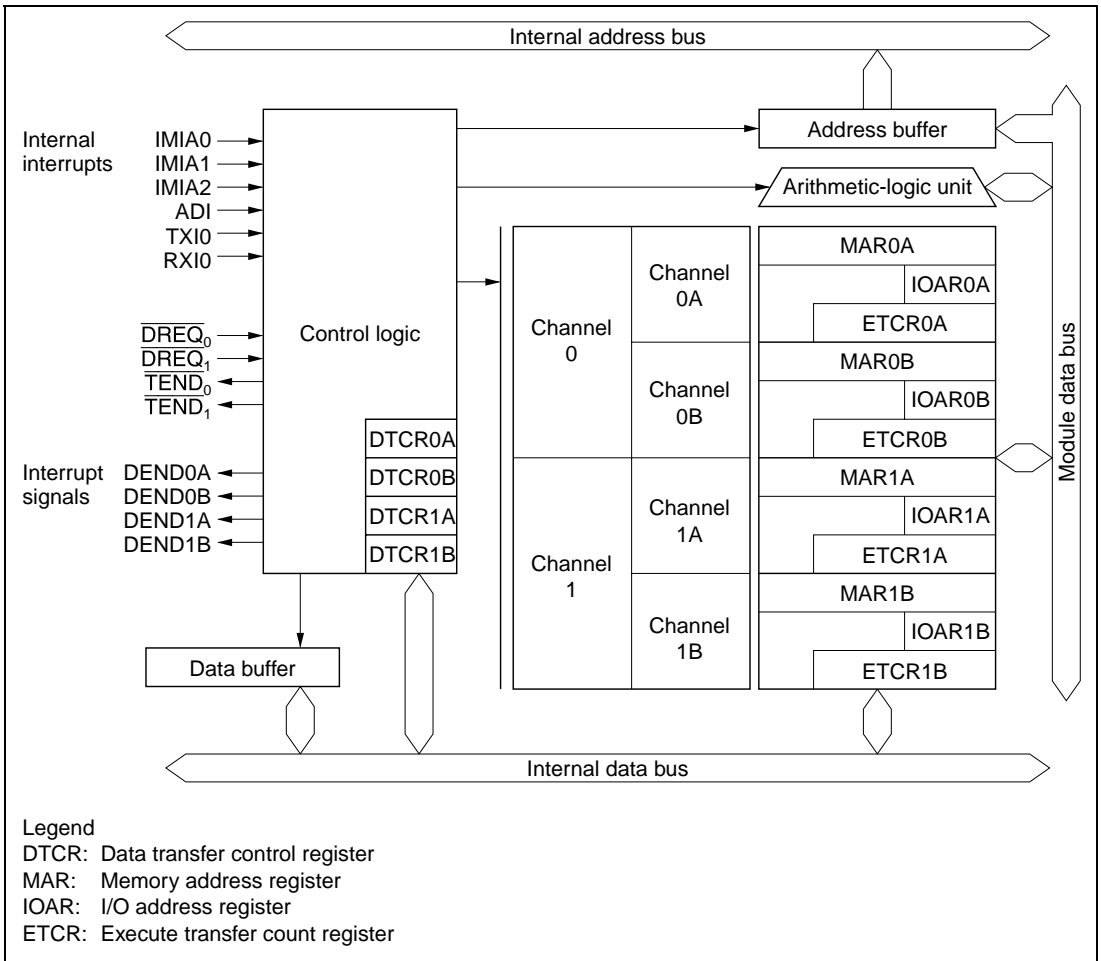 Internal address bus
Internal
interrupts
IMIA0
IMIA1
IMIA2
ADI
TXI0
RXI0
DREQ0
DREQ1
TEND0
TEND1
Interrupt
signals
DEND0A
DEND0B
DEND1A
DEND1B
Control logic
DTCR0A
DTCR0B
DTCR1A
DTCR1B
Data buffer
Address buffer
Arithmetic-logic unit
Channel
0
Channel
0A
Channel
0B
Channel
1
Channel
1A
Channel
1B
MAR0A
IOAR0A
ETCR0A
MAR0B
IOAR0B
ETCR0B
MAR1A
IOAR1A
ETCR1A
MAR1B
IOAR1B
ETCR1B
Module data bus
Internal data bus
Legend
DTCR: Data transfer control register
MAR: Memory address register
IOAR: I/O address register
ETCR: Execute transfer count register